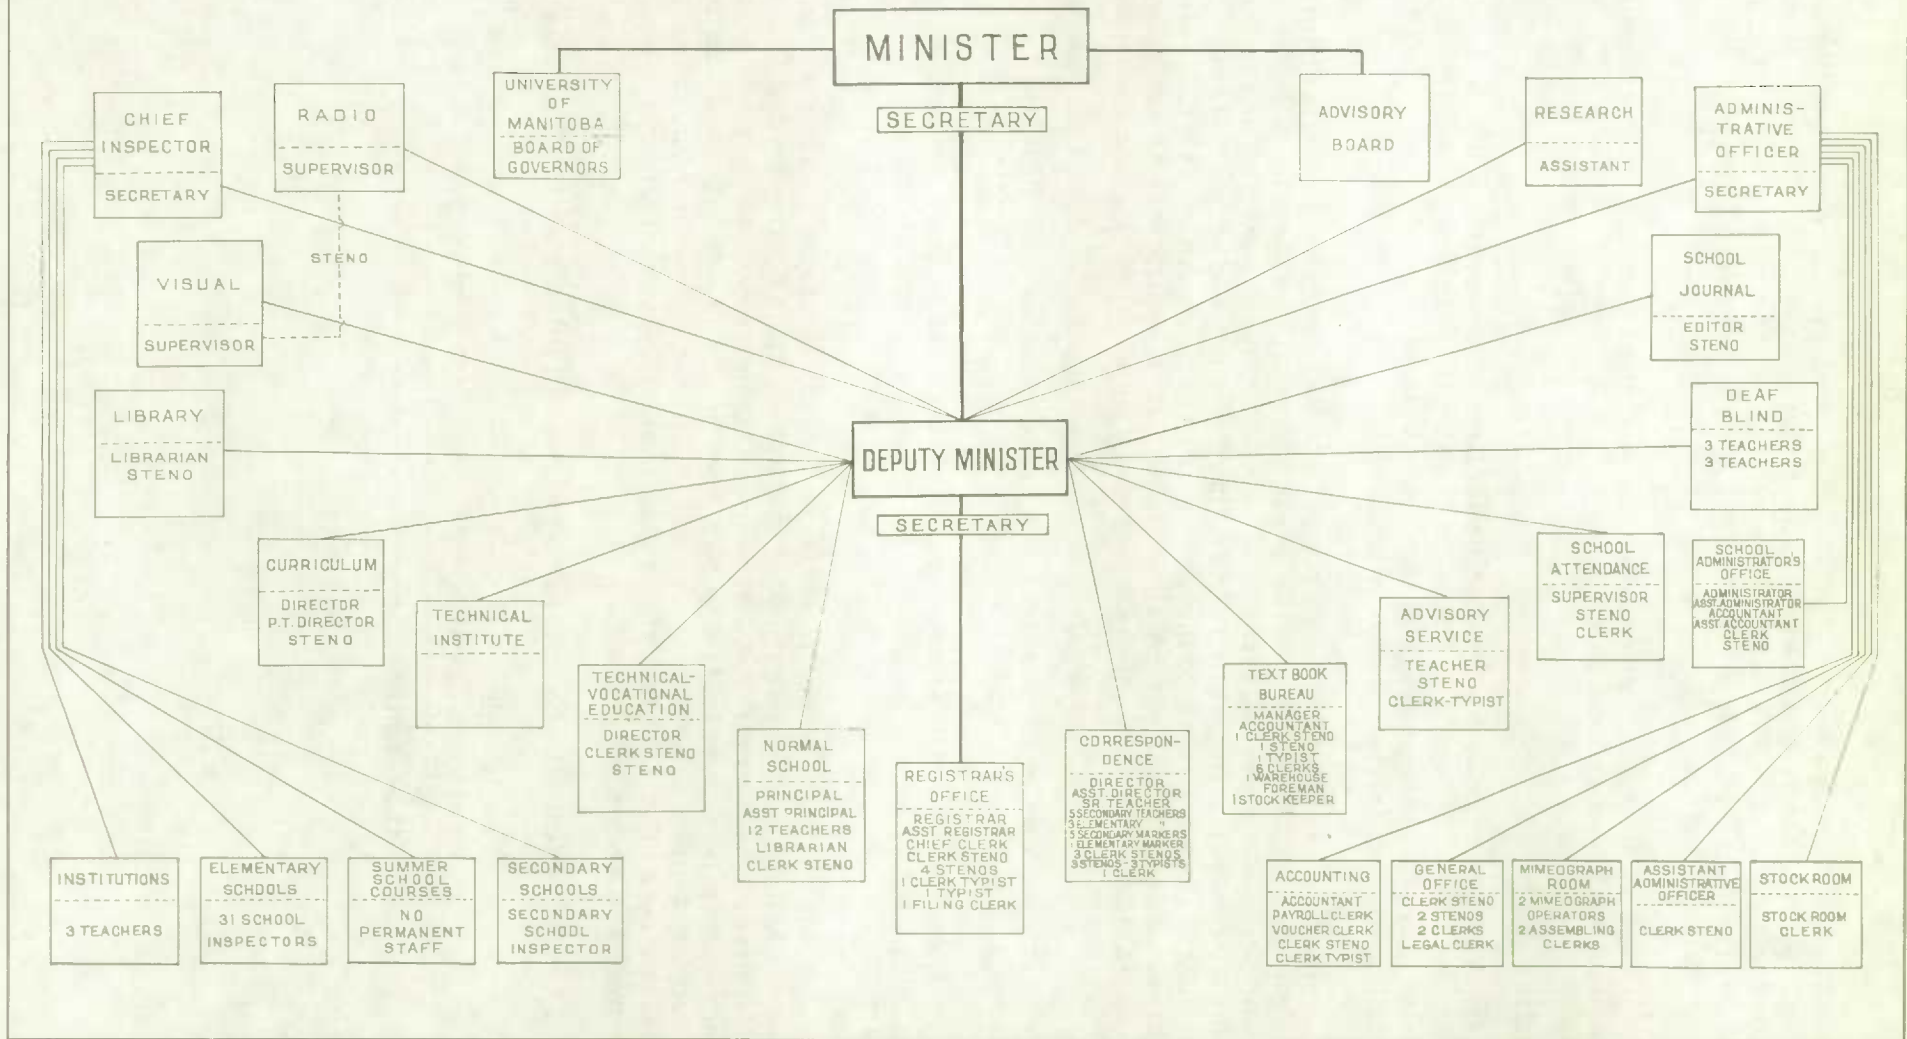 MINISTER
SECRETARY
UNIVERSITY
OF
MANITOBA
BOARD OF
GOVERNORS
ADVISORY
BOARD
CHIEF
INSPECTOR
SECRETARY
RADIO
SUPERVISOR
STENO
VISUAL
SUPERVISOR
LIBRARY
LIBRARIAN
STENO
RESEARCH
ASSISTANT
ADMINIS-
TRATIVE
OFFICER
SECRETARY
SCHOOL
JOURNAL
EDITOR
STENO
DEAF
BLIND
3 TEACHERS
3 TEACHERS
DEPUTY MINISTER
SECRETARY
CURRICULUM
DIRECTOR
P.T. DIRECTOR
STENO
TECHNICAL
INSTITUTE
TECHNICAL-
VOCATIONAL
EDUCATION
DIRECTOR
CLERK STENO
STENO
NORMAL
SCHOOL
PRINCIPAL
ASST PRINCIPAL
12 TEACHERS
LIBRARIAN
CLERK STENO
REGISTRAR'S
OFFICE
REGISTRAR
ASST REGISTRAR
CHIEF CLERK
CLERK STENO
4 STENOS
1 CLERK TYPIST
1 TYPIST
1 FILING CLERK
CORRESPON-
DENCE
DIRECTOR
ASST. DIRECTOR
SR TEACHER
5 SECONDARY TEACHERS
3 ELEMENTARY "
5 SECONDARY MARKERS
1 ELEMENTARY MARKER
3 CLERK STENOS
3 STENOS - 3 TYPISTS
1 CLERK
TEXT BOOK
BUREAU
MANAGER
ACCOUNTANT
1 CLERK STENO
1 STENO
1 TYPIST
6 CLERKS
1 WAREHOUSE
FOREMAN
1 STOCK KEEPER
ADVISORY
SERVICE
TEACHER
STENO
CLERK-TYPIST
SCHOOL
ATTENDANCE
SUPERVISOR
STENO
CLERK
SCHOOL
ADMINISTRATOR'S
OFFICE
ADMINISTRATOR
ASST. ADMINISTRATOR
ACCOUNTANT
ASST. ACCOUNTANT
CLERK
STENO
INSTITUTIONS
3 TEACHERS
ELEMENTARY
SCHOOLS
31 SCHOOL
INSPECTORS
SUMMER
SCHOOL
COURSES
NO
PERMANENT
STAFF
SECONDARY
SCHOOLS
SECONDARY
SCHOOL
INSPECTOR
ACCOUNTING
ACCOUNTANT
PAYROLL CLERK
VOUCHER CLERK
CLERK STENO
CLERK TYPIST
GENERAL
OFFICE
CLERK STENO
2 STENOS
2 CLERKS
LEGAL CLERK
MIMEOGRAPH
ROOM
2 MIMEOGRAPH
OPERATORS
2 ASSEMBLING
CLERKS
ASSISTANT
ADMINISTRATIVE
OFFICER
CLERK STENO
STOCK ROOM
STOCK ROOM
CLERK